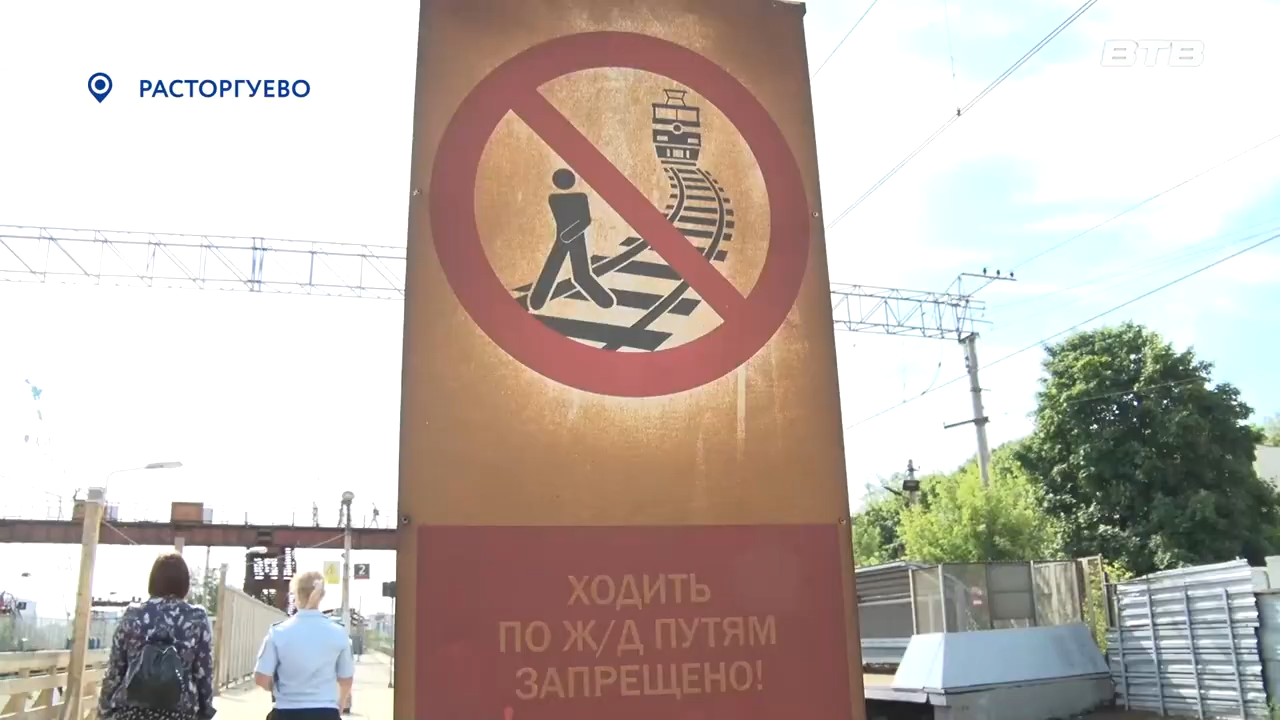 РАСТОРГУЕВО
ВТВ
ХОДИТЬ
ПО Ж/Д ПУТЯМ
ЗАПРЕЩЕНО!
2